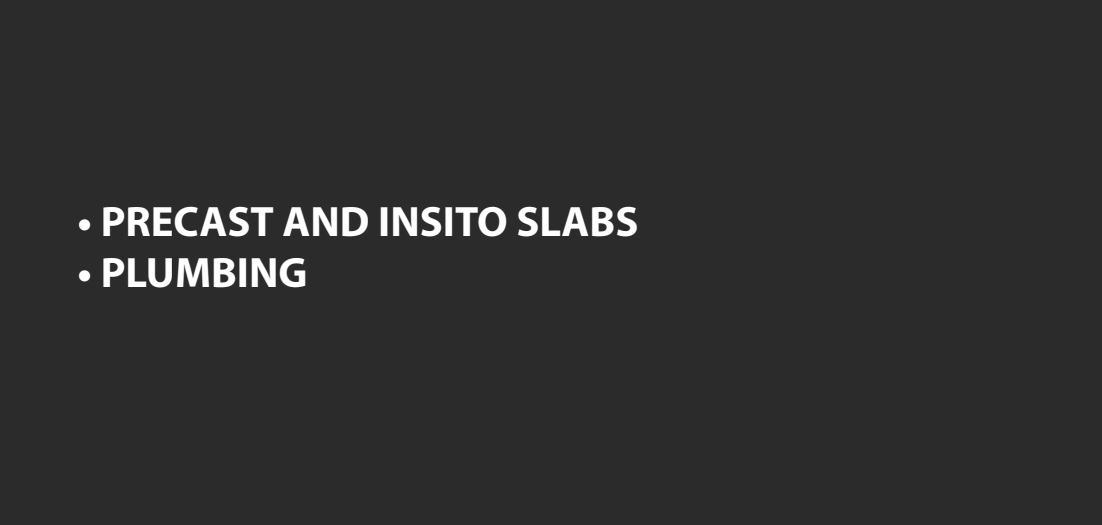 • PRECAST AND INSITO SLABS
• PLUMBING